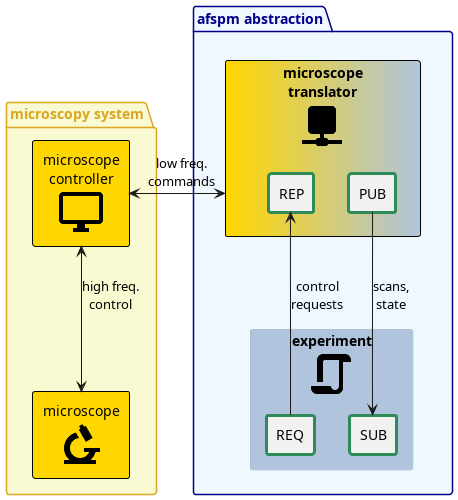 afspm abstraction
microscope
translator
REP
PUB
microscopy system
microscope
controller
low freq.
commands
high freq.
control
control
requests
scans,
state
experiment
REQ
SUB
microscope